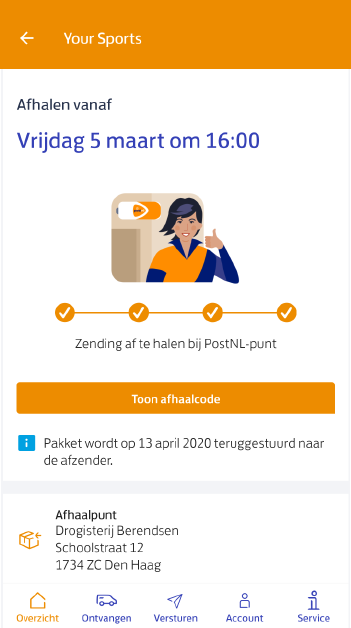 Your Sports
Afhalen vanaf
Vrijdag 5 maart om 16:00
Zending af te halen bij PostNL-punt
Toon afhaalcode
Pakket wordt op 13 april 2020 teruggestuurd naar
de afzender.
Afhaalpunt
Drogisterij Berendsen
Schoolstraat 12
1734 ZC Den Haag
Overzicht Ontvangen Versturen Account Service